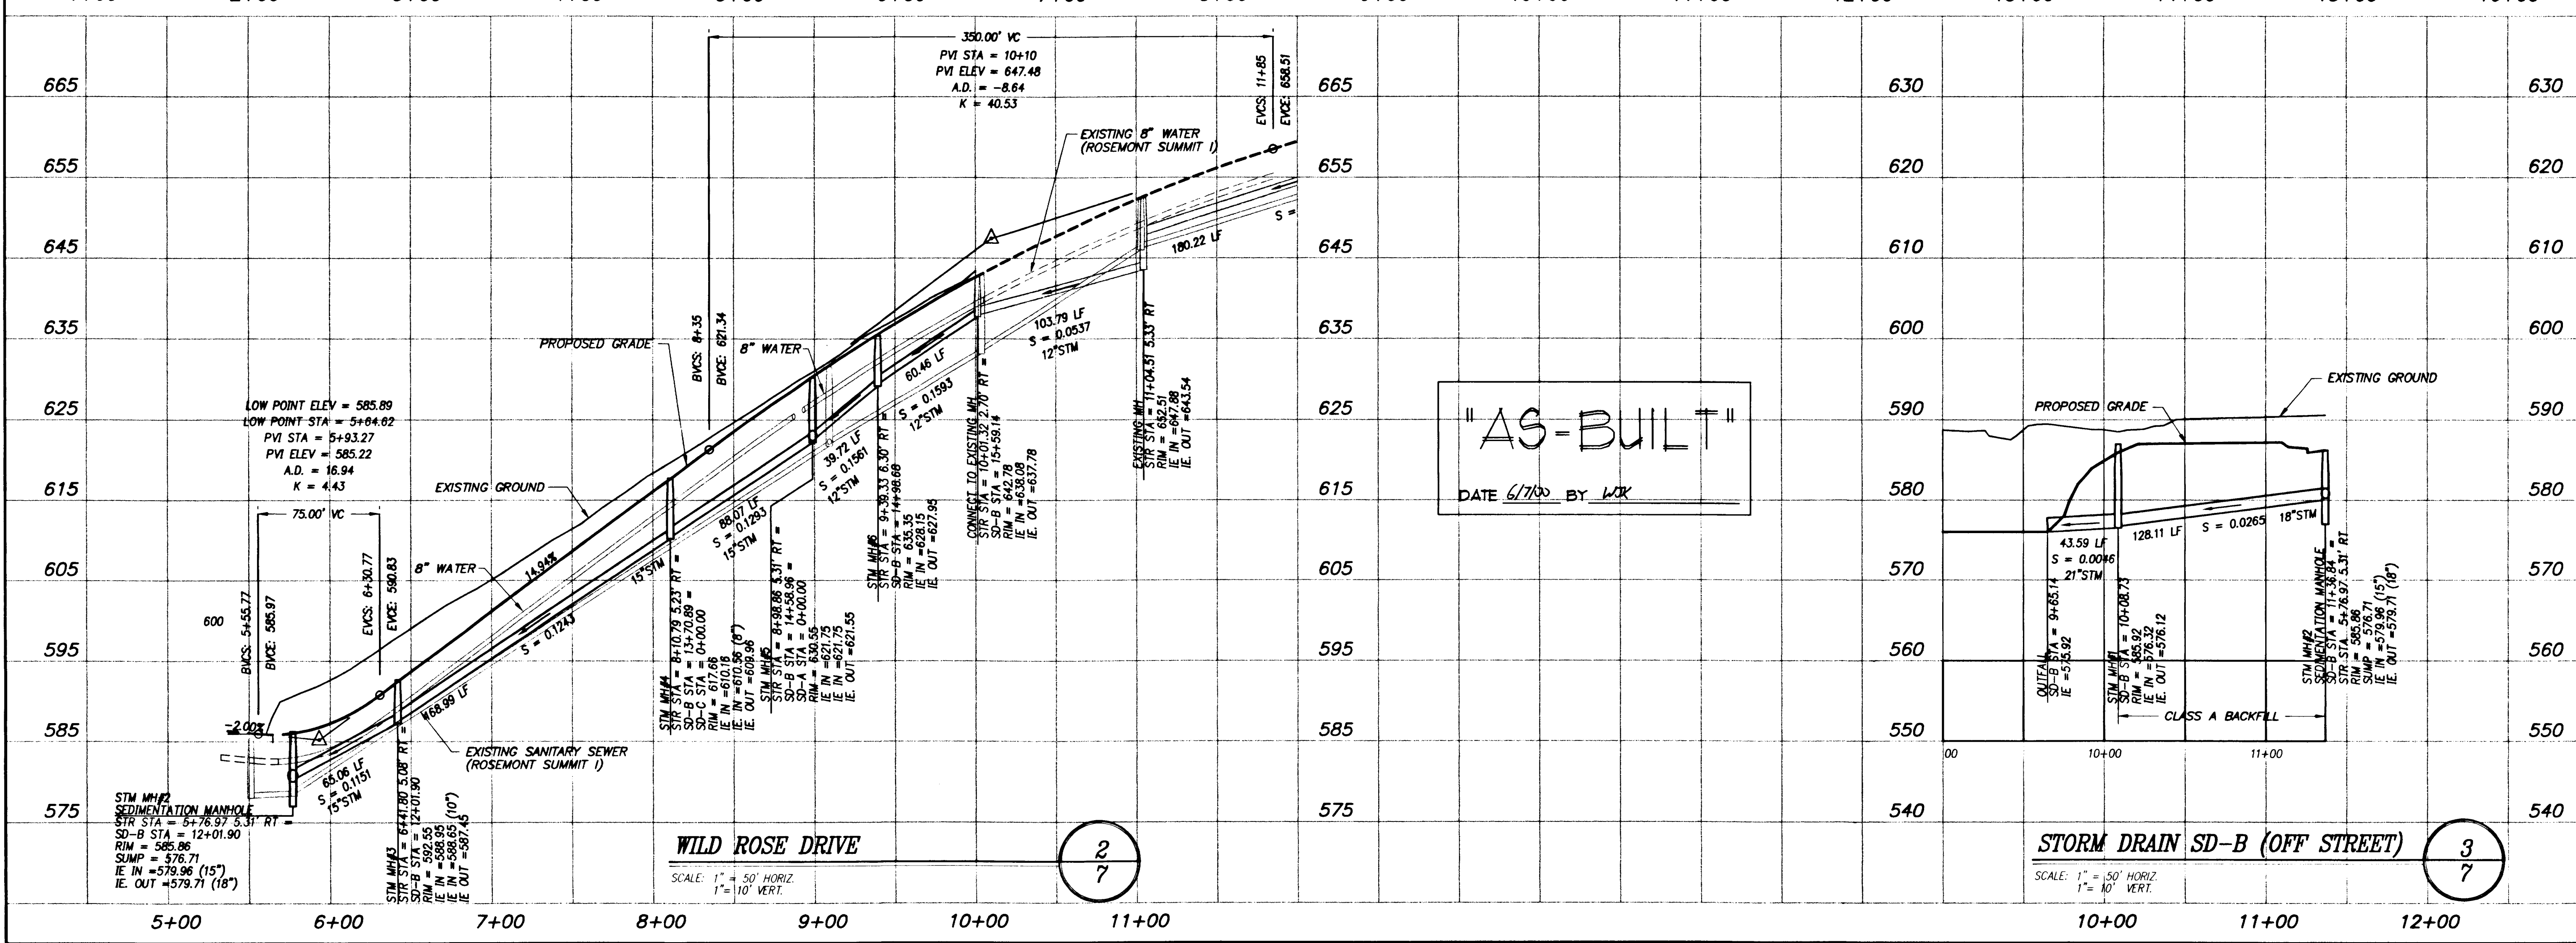 350.00' VC
PVI STA = 10+10
PVI ELEV = 647.48
A.D. = -8.64
K = 40.53
EVCS: 11+85
EVCE: 658.51
665
655
645
635
625
615
605
600
595
585
575
665
655
645
635
625
615
605
595
585
575
EXISTING 8" WATER
(ROSEMONT SUMMIT I)
S =
180.22 LF
103.79 LF
S = 0.0537
12"STM
PROPOSED GRADE
BVCS: 8+35
BVCE: 621.34
8" WATER
60.46 LF
S = 0.1593
12"STM
39.72 LF
S = 0.1561
12"STM
88.07 LF
S = 0.1293
15"STM
LOW POINT ELEV = 585.89
LOW POINT STA = 5+64.62
PVI STA = 5+93.27
PVI ELEV = 585.22
A.D. = 16.94
K = 4.43
75.00' VC
EXISTING GROUND
8" WATER
14.94%
15"STM
S = 0.1243
168.99 LF
BVCS: 5+55.77
BVCE: 585.97
EVCS: 6+30.77
EVCE: 590.83
-2.00%
EXISTING SANITARY SEWER
(ROSEMONT SUMMIT I)
65.06 LF
S = 0.1151
15"STM
STM MH#2
SEDIMENTATION MANHOLE
STR STA = 5+76.97 5.31' RT =
SD-B STA = 12+01.90
RIM = 585.86
SUMP = 576.71
IE IN =579.96 (15")
IE. OUT =579.71 (18")
STM MH#3
STR STA = 6+41.80 5.08' RT =
SD-B STA = 12+01.90
RIM = 592.55
IE IN =588.95
IE IN =588.65 (10")
IE OUT =587.45
STM MH#4
STR STA = 8+10.79 5.23' RT =
SD-B STA = 13+70.89 =
SD-C STA = 0+00.00
RIM = 617.66
IE IN =610.16
IE. IN =610.56 (8")
IE. OUT =609.96
STM MH#5
STR STA = 8+98.86 5.31' RT =
SD-B STA = 14+58.96 =
SD-A STA = 0+00.00
RIM = 630.55
IE IN =621.75
IE IN =621.75
IE. OUT =621.55
STM MH#6
STR STA = 9+39.33 6.30' RT =
SD-B STA = 14+98.68
RIM = 635.35
IE IN =628.15
IE. OUT =627.95
CONNECT TO EXISTING MH
STR STA = 10+01.32 2.70' RT =
SD-B STA = 15+59.14
RIM = 642.78
IE IN =638.08
IE. OUT =637.78
EXISTING MH
STR STA = 11+04.51 5.33' RT
RIM = 652.51
IE IN =647.88
IE. OUT =643.54
WILD ROSE DRIVE
2
7
SCALE: 1" = 50' HORIZ.
1"= 10' VERT.
5+00 6+00 7+00 8+00 9+00 10+00 11+00
"AS-BUILT"
DATE 6/7/00 BY WJK
630
620
610
600
590
580
570
560
550
540
630
620
610
600
590
580
570
560
550
540
EXISTING GROUND
PROPOSED GRADE
43.59 LF
S = 0.0046
21"STM
128.11 LF
S = 0.0265
18"STM
OUTFALL
SD-B STA = 9+65.14
IE =575.92
STM MH#1
SD-B STA = 10+08.73
RIM = 585.92
IE IN =576.32
IE. OUT =576.12
STM MH#2
SEDIMENTATION MANHOLE
SD-B STA = 11+36.84 =
STR STA 5+76.97 5.31' RT
RIM = 585.86
SUMP = 576.71
IE IN =579.96 (15")
IE. OUT =579.71 (18")
CLASS A BACKFILL
00 10+00 11+00
STORM DRAIN SD-B (OFF STREET)
3
7
SCALE: 1" = 50' HORIZ.
1"= 10' VERT.
10+00 11+00 12+00